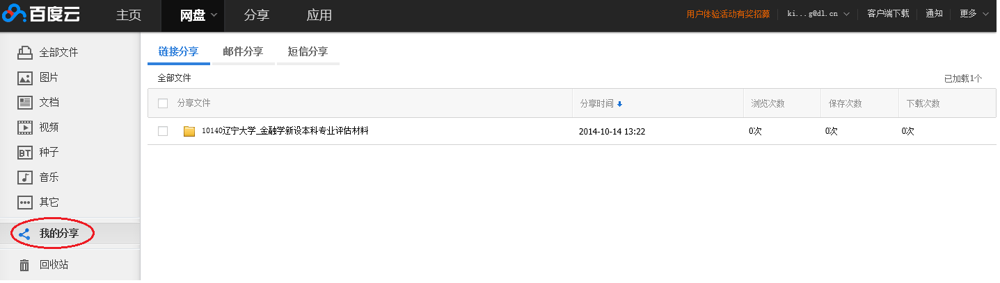 百度云 主页 网盘 分享 应用 用户体验活动有奖招募 ki...g@dl.cn 客户端下载 通知 更多
全部文件
图片
文档
视频
BT 种子
音乐
其它
我的分享
回收站
链接分享 邮件分享 短信分享
全部文件 已加载1个
分享文件 分享时间 浏览次数 保存次数 下载次数
10140辽宁大学_金融学新设本科专业评估材料 2014-10-14 13:22 0次 0次 0次